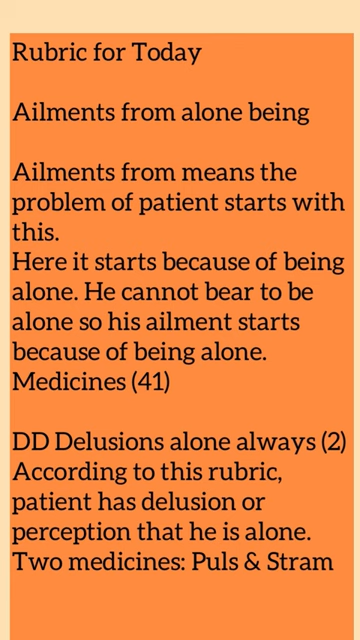 Rubric for Today
Ailments from alone being
Ailments from means the
problem of patient starts with
this.
Here it starts because of being
alone. He cannot bear to be
alone so his ailment starts
because of being alone.
Medicines (41)
DD Delusions alone always (2)
According to this rubric,
patient has delusion or
perception that he is alone.
Two medicines: Puls & Stram